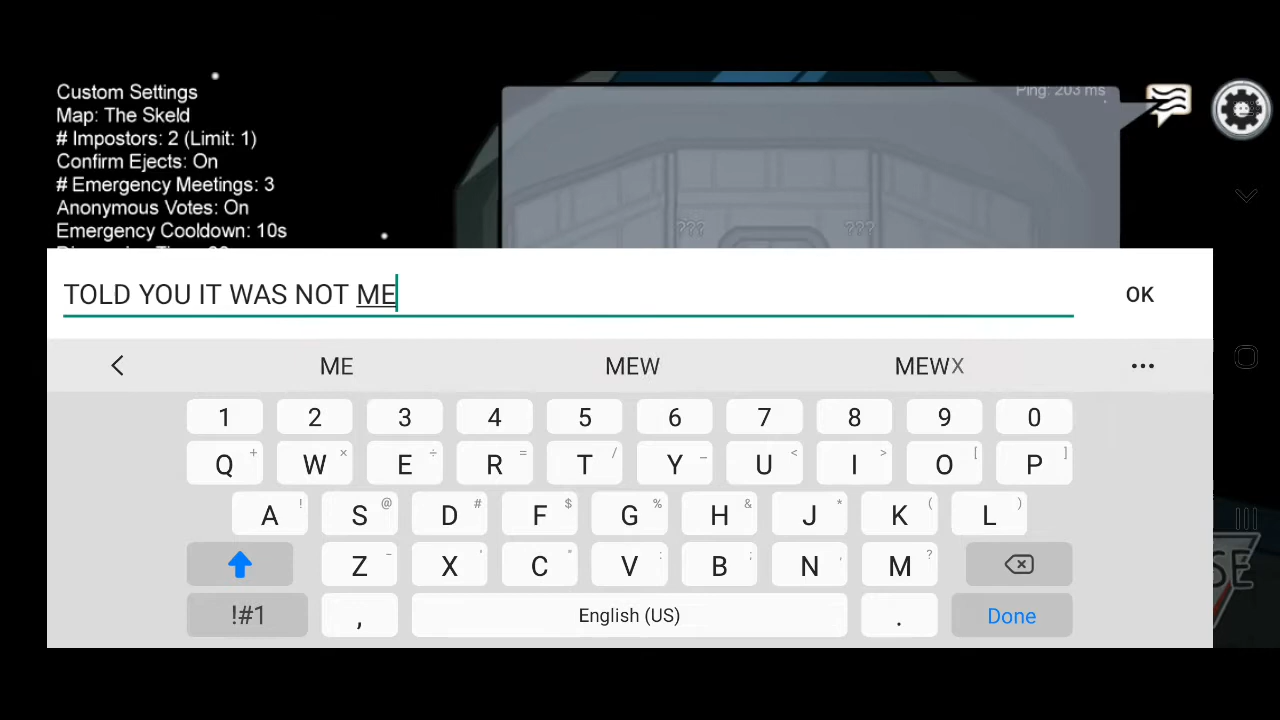 Custom Settings
Map: The Skeld
# Impostors: 2 (Limit: 1)
Confirm Ejects: On
# Emergency Meetings: 3
Anonymous Votes: On
Emergency Cooldown: 10s
Ping: 203 ms
??? ???
TOLD YOU IT WAS NOT ME
OK
ME MEW MEWX
1 2 3 4 5 6 7 8 9 0
Q + W × E ÷ R = T / Y _ U < I > O [ P ]
A ! S @ D # F $ G % H & J * K ( L )
Z - X ' C " V : B ; N , M ?
!#1 , English (US) . Done